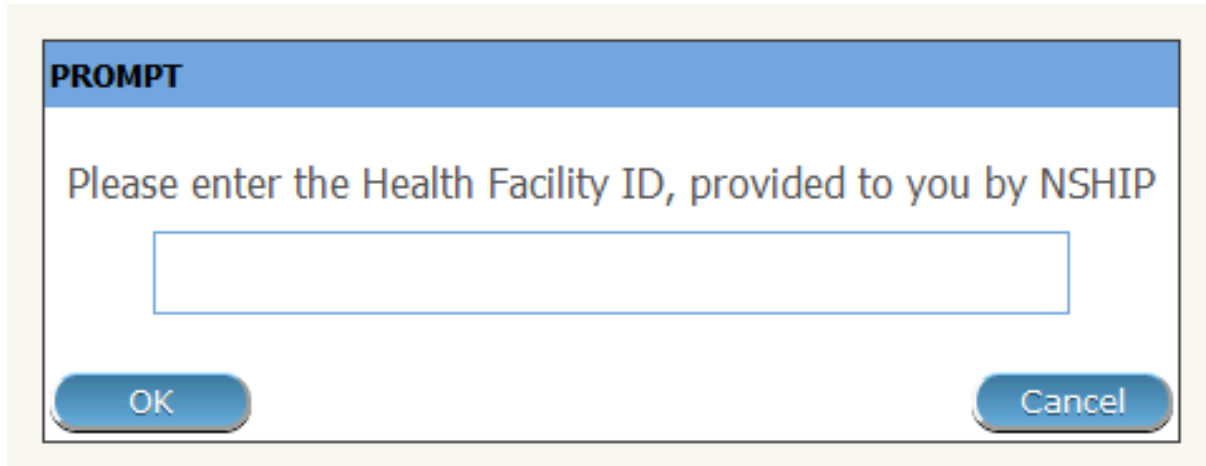 PROMPT
Please enter the Health Facility ID, provided to you by NSHIP
OK
Cancel